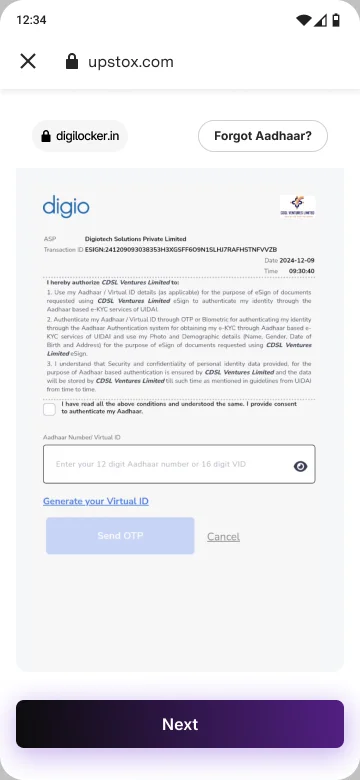 12:34
upstox.com
digilocker.in
Forgot Aadhaar?
digio
CDSL VENTURES LIMITED
ASP Digiotech Solutions Private Limited
Transaction ID ESIGN:241209093038353H3XGSFF6O9N1SLHJ7RAFHSTNFVVZB
Date 2024-12-09
Time 09:30:40
I hereby authorize CDSL Ventures Limited to:
1. Use my Aadhaar / Virtual ID details (as applicable) for the purpose of eSign of documents
requested using CDSL Ventures Limited eSign to authenticate my identity through the
Aadhaar based e-KYC services of UIDAI.
2. Authenticate my Aadhaar / Virtual ID through OTP or Biometric for authenticating my identity
through the Aadhaar Authentication system for obtaining my e-KYC through Aadhaar based e-
KYC services of UIDAI and use my Photo and Demographic details (Name, Gender, Date of
Birth and Address) for the purpose of eSign of documents requested using CDSL Ventures
Limited eSign.
3. I understand that Security and confidentiality of personal identity data provided, for the
purpose of Aadhaar based authentication is ensured by CDSL Ventures Limited and the data
will be stored by CDSL Ventures Limited till such time as mentioned in guidelines from UIDAI
from time to time.
I have read all the above conditions and understood the same. I provide consent
to authenticate my Aadhaar.
Aadhaar Number/ Virtual ID
Enter your 12 digit Aadhaar number or 16 digit VID
Generate your Virtual ID
Send OTP
Cancel
Next